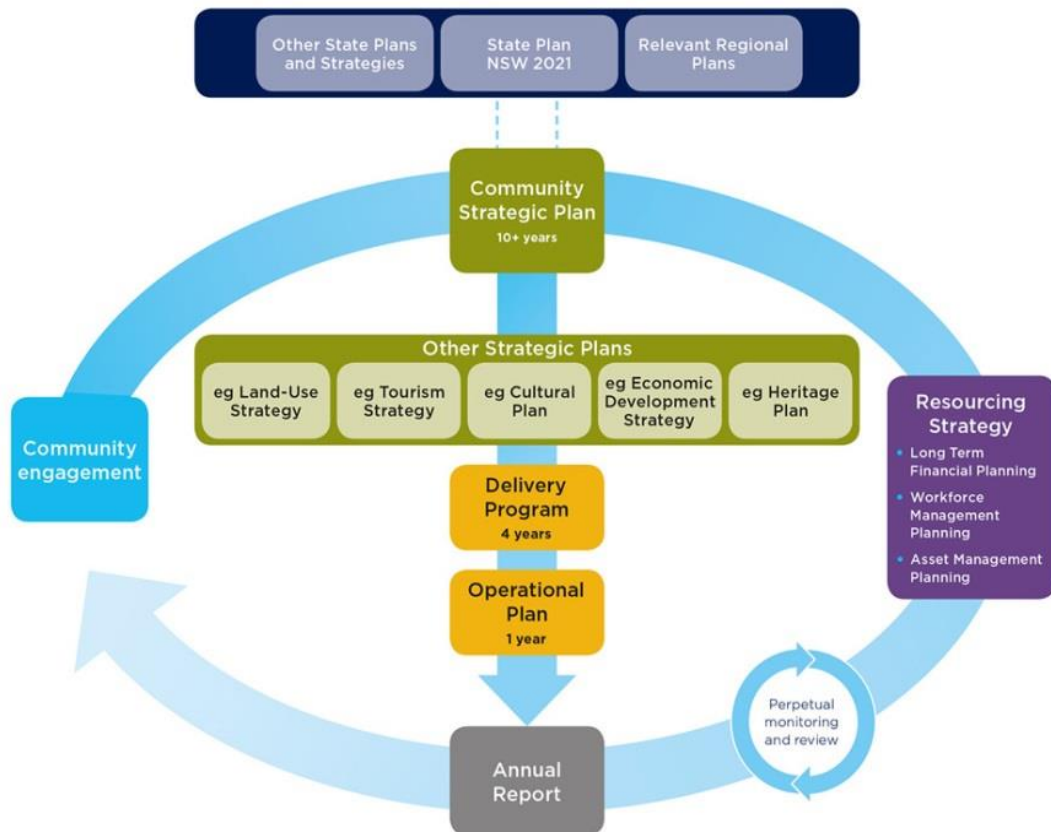 Other State Plans
and Strategies
State Plan
NSW 2021
Relevant Regional
Plans
Community
Strategic Plan
10+ years
Other Strategic Plans
eg Land-Use
Strategy
eg Tourism
Strategy
eg Cultural
Plan
eg Economic
Development
Strategy
eg Heritage
Plan
Community
engagement
Resourcing
Strategy
• Long Term
Financial Planning
• Workforce
Management
Planning
• Asset Management
Planning
Delivery
Program
4 years
Operational
Plan
1 year
Perpetual
monitoring
and review
Annual
Report